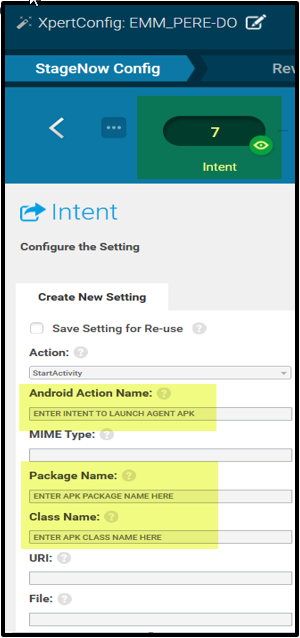 XpertConfig: EMM_PERE-DO
StageNow Config
Rev
7
Intent
Intent
Configure the Setting
Create New Setting
Save Setting for Re-use ?
Action: ?
StartActivity
Android Action Name: ?
ENTER INTENT TO LAUNCH AGENT APK
MIME Type: ?
Package Name: ?
ENTER APK PACKAGE NAME HERE
Class Name: ?
ENTER APK CLASS NAME HERE
URI: ?
File: ?